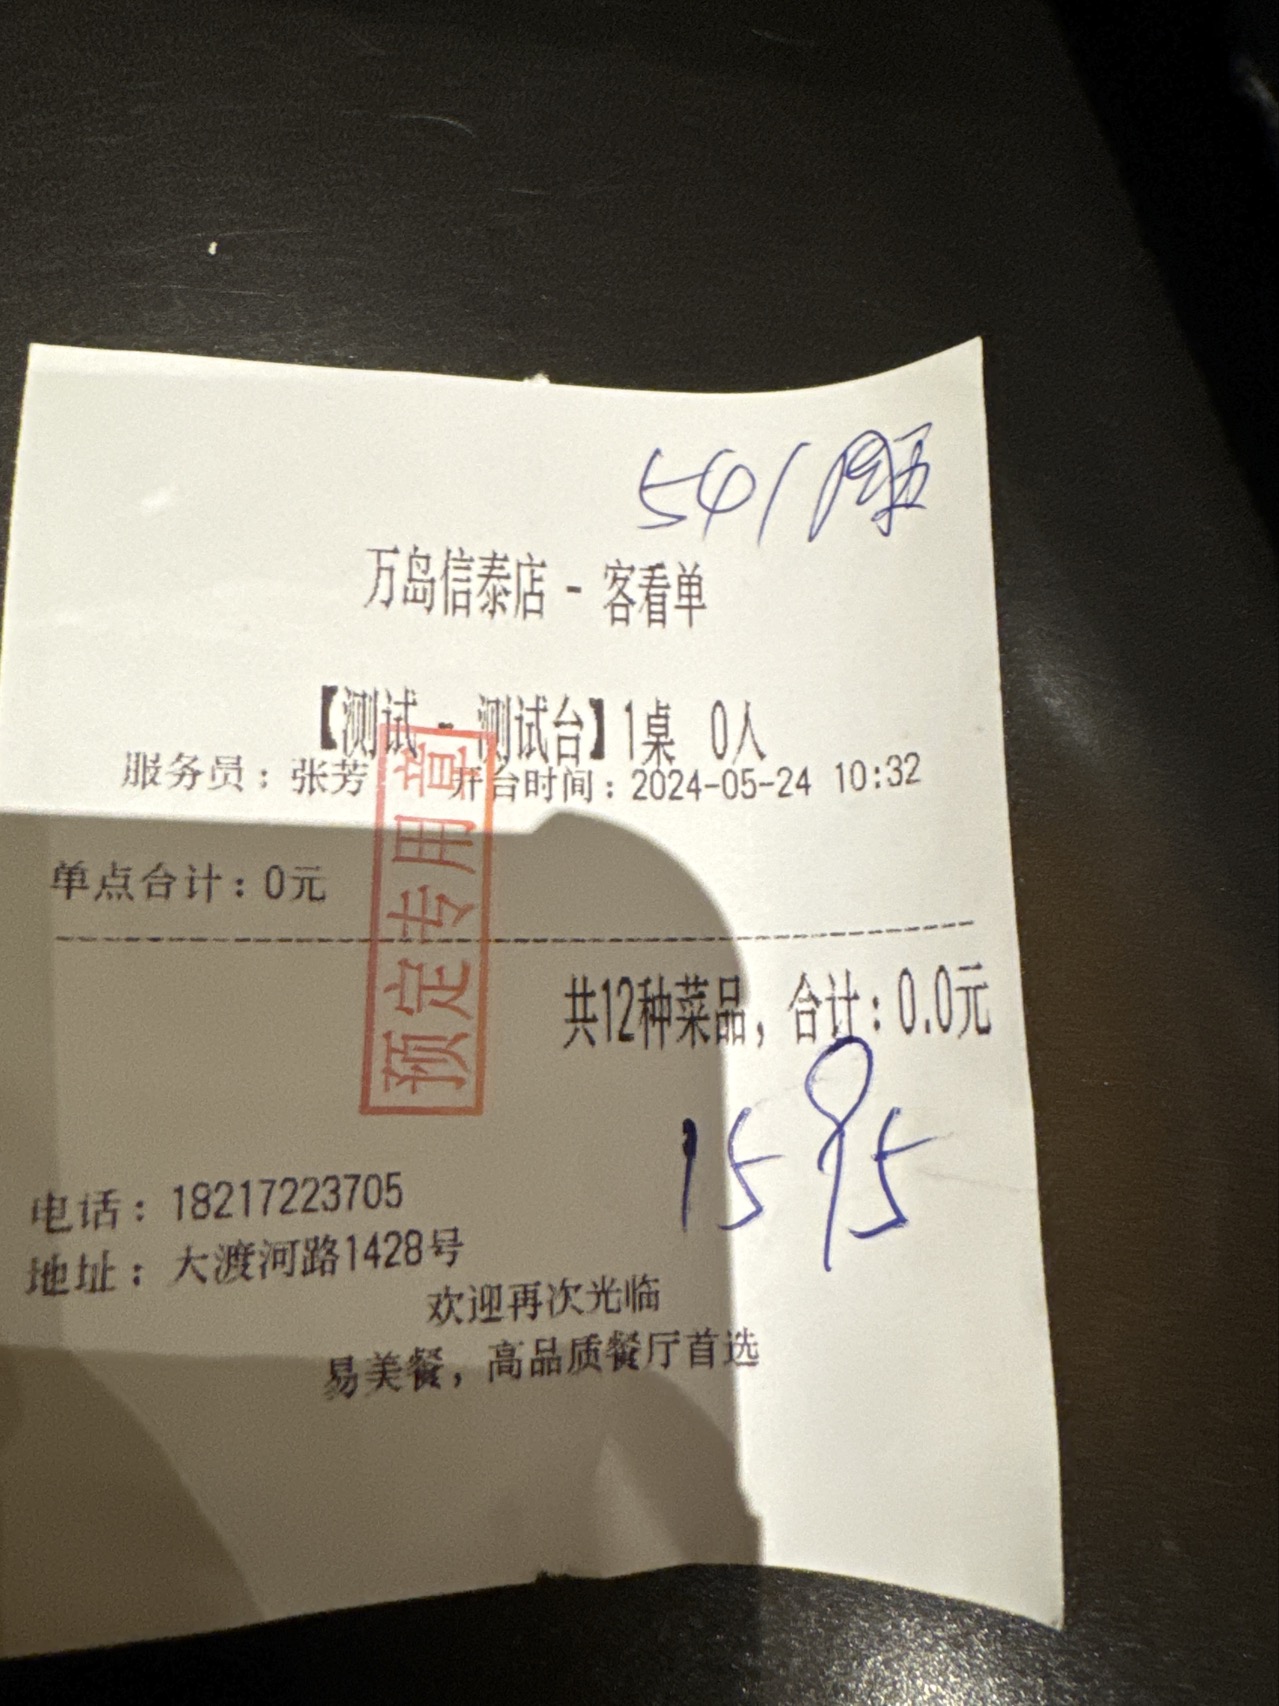 541
万岛信泰店 - 客看单
【测试 - 测试台】1桌 0人
服务员：张芳 开台时间：2024-05-24 10:32
单点合计：0元
预定专用章
共12种菜品，合计：0.0元
1595
电话：18217223705
地址：大渡河路1428号
欢迎再次光临
易美餐，高品质餐厅首选